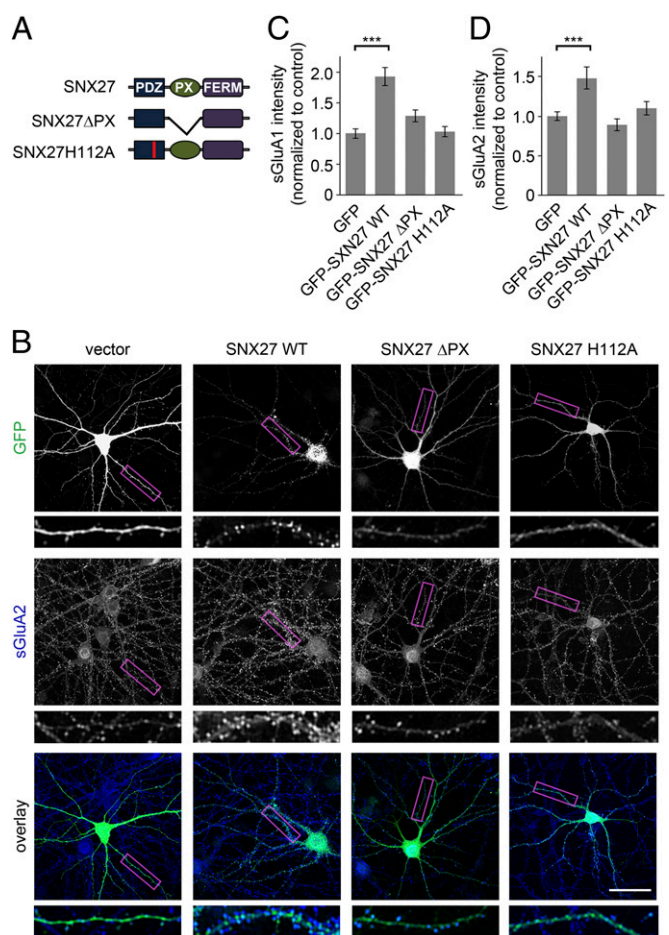 A
SNX27
PDZ PX FERM
SNX27ΔPX
SNX27H112A
C
***
sGluA1 intensity
(normalized to control)
2.0
1.5
1.0
0.5
0
GFP
GFP-SXN27 WT
GFP-SNX27 ΔPX
GFP-SNX27 H112A
D
***
sGluA2 intensity
(normalized to control)
2.0
1.5
1.0
0.5
0
GFP
GFP-SNX27 WT
GFP-SNX27 ΔPX
GFP-SNX27 H112A
B
vector
SNX27 WT
SNX27 ΔPX
SNX27 H112A
GFP
sGluA2
overlay